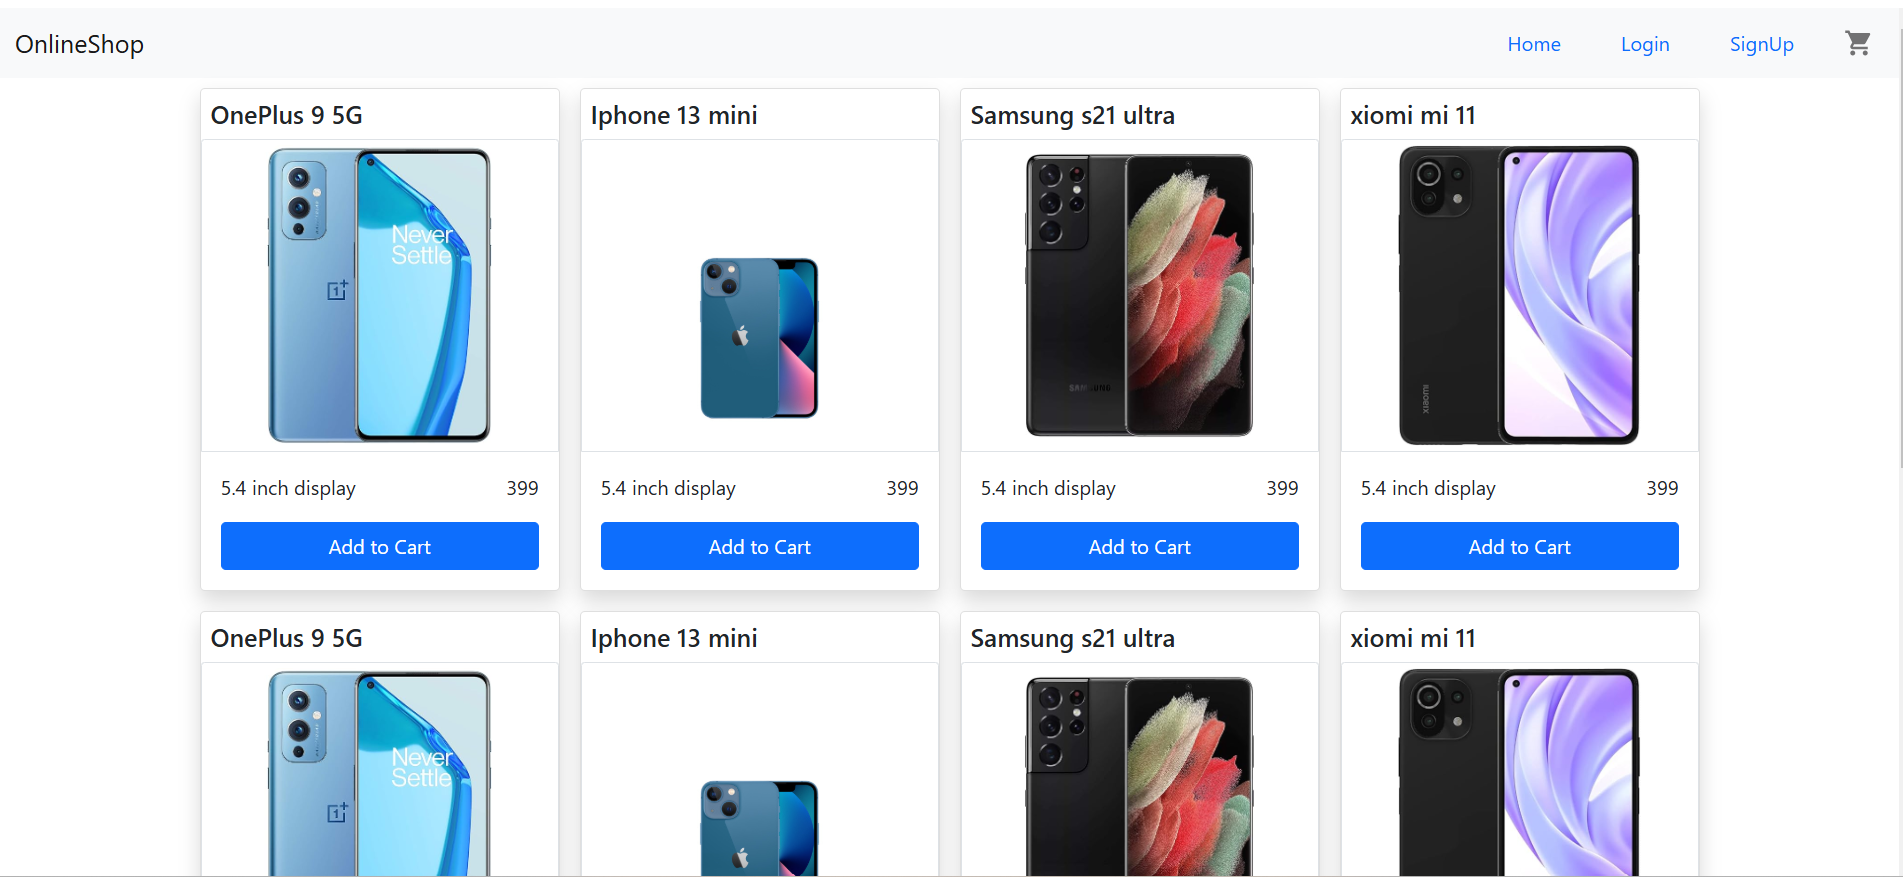 OnlineShop Home Login SignUp
OnePlus 9 5G Iphone 13 mini Samsung s21 ultra xiomi mi 11
Never
Settle
SAMSUNG
XIAOMI
5.4 inch display 399 5.4 inch display 399 5.4 inch display 399 5.4 inch display 399
Add to Cart Add to Cart Add to Cart Add to Cart
OnePlus 9 5G Iphone 13 mini Samsung s21 ultra xiomi mi 11
Never
Settle